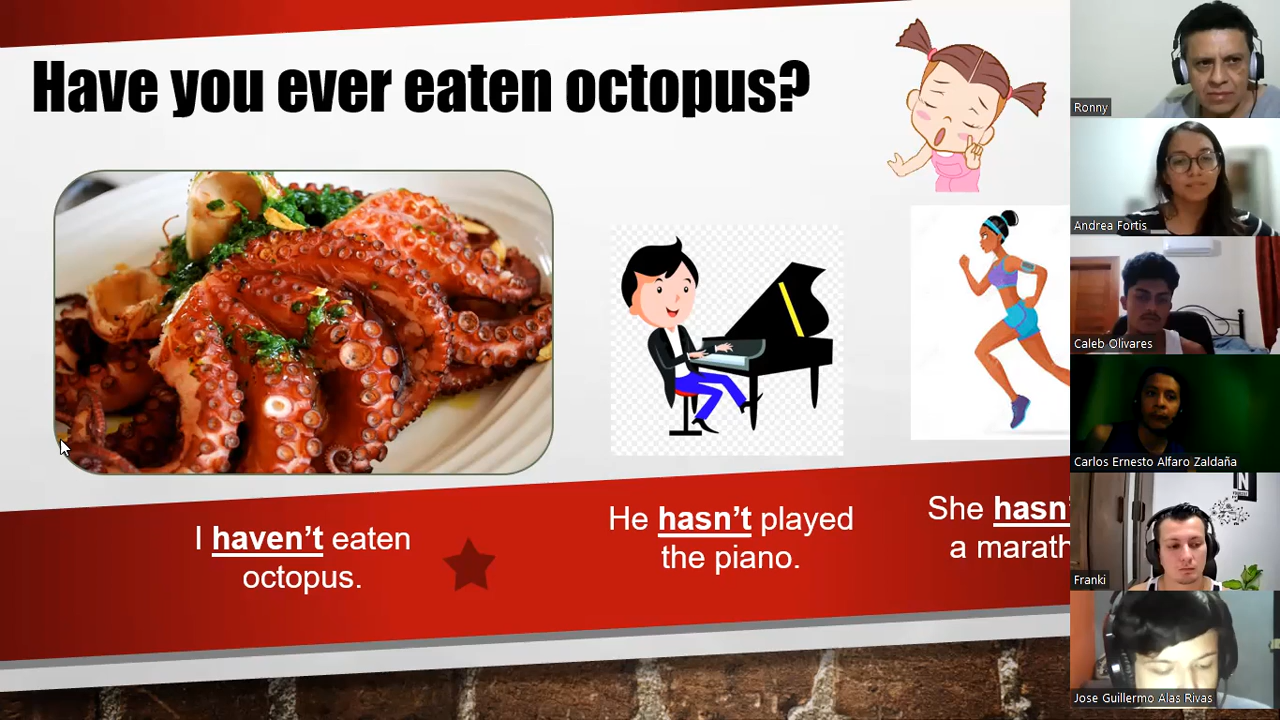 Have you ever eaten octopus?
I haven't eaten
octopus.
He hasn't played
the piano.
She hasn'
a marath
Ronny
Andrea Fortis
Caleb Olivares
Carlos Ernesto Alfaro Zaldaña
N
Franki
Jose Guillermo Alas Rivas